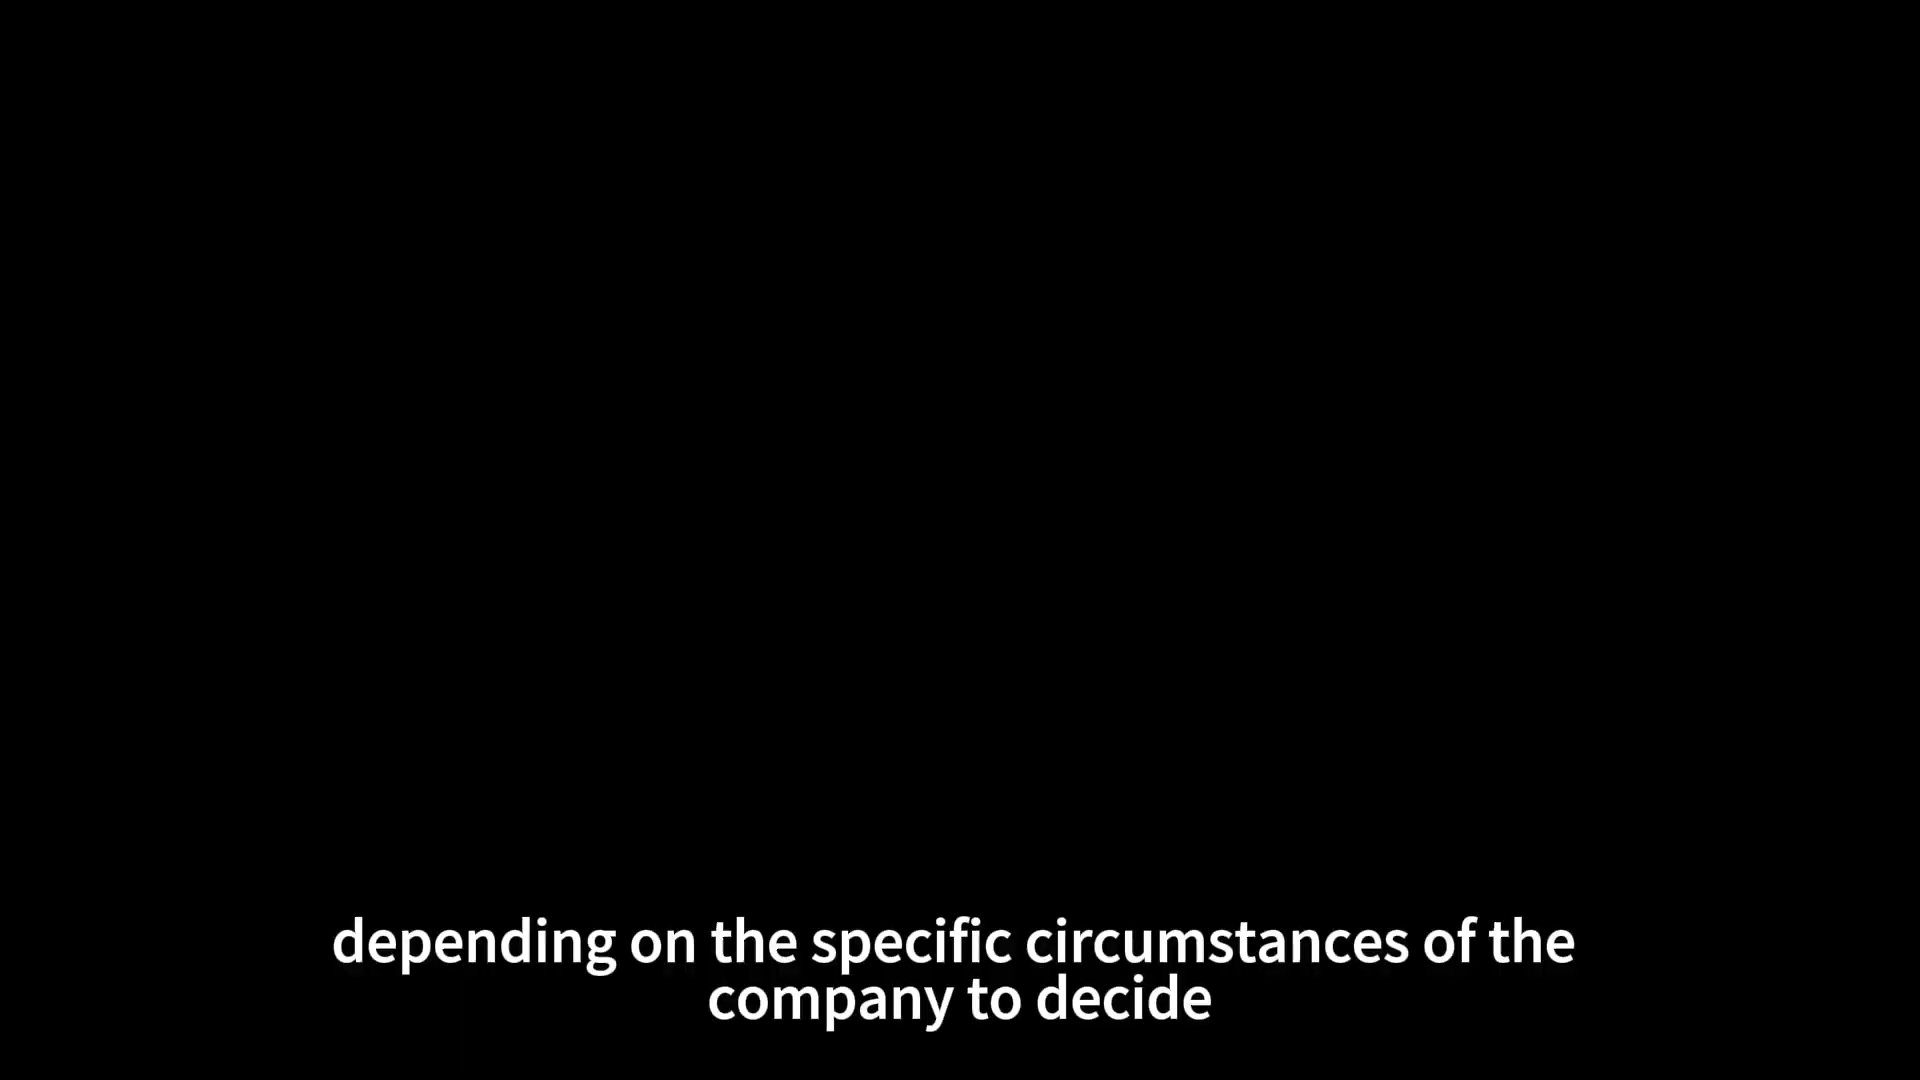 depending on the specific circumstances of the
company to decide